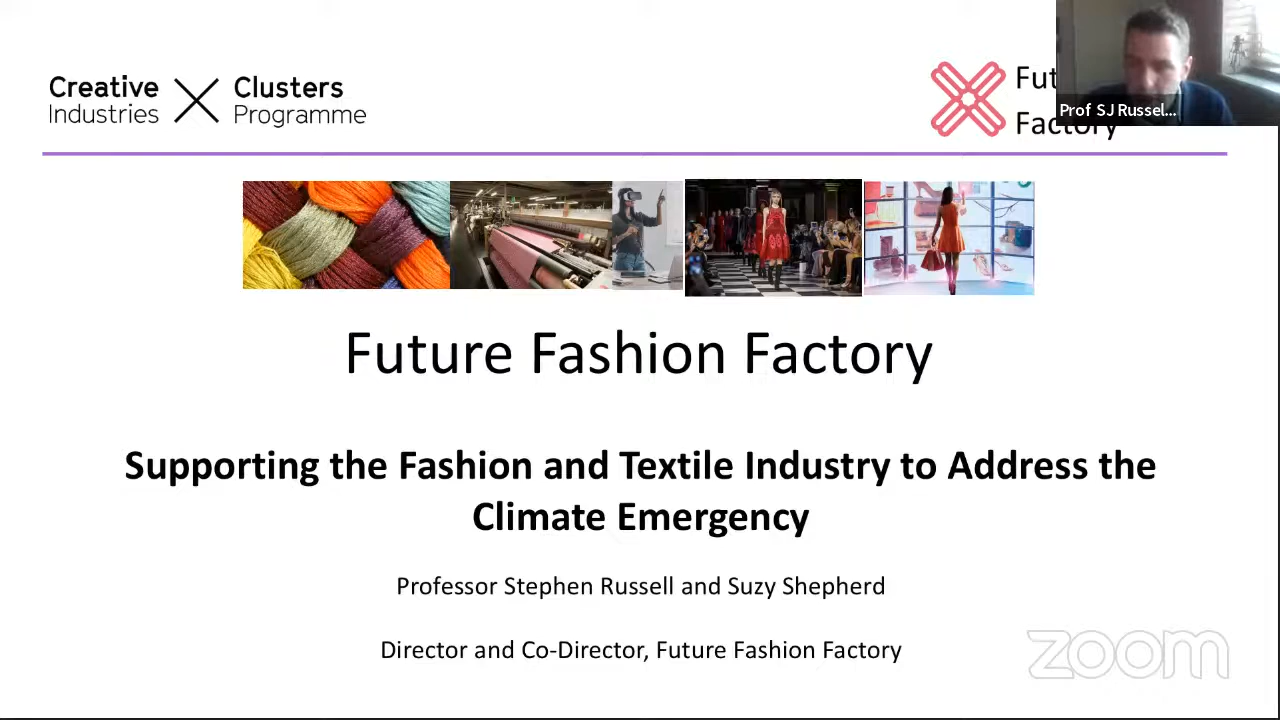 Creative
Industries
Clusters
Programme
Factory
Prof SJ Russel...
Future Fashion Factory
Supporting the Fashion and Textile Industry to Address the
Climate Emergency
Professor Stephen Russell and Suzy Shepherd
Director and Co-Director, Future Fashion Factory
zoom